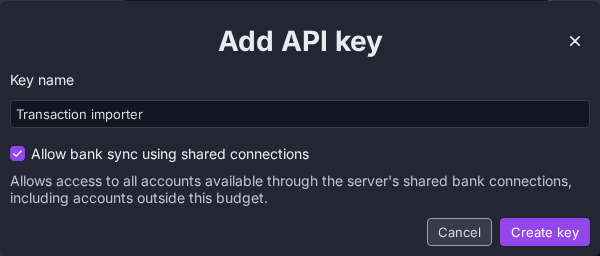 Add API key
Key name
Transaction importer
Allow bank sync using shared connections
Allows access to all accounts available through the server's shared bank connections,
including accounts outside this budget.
Cancel
Create key